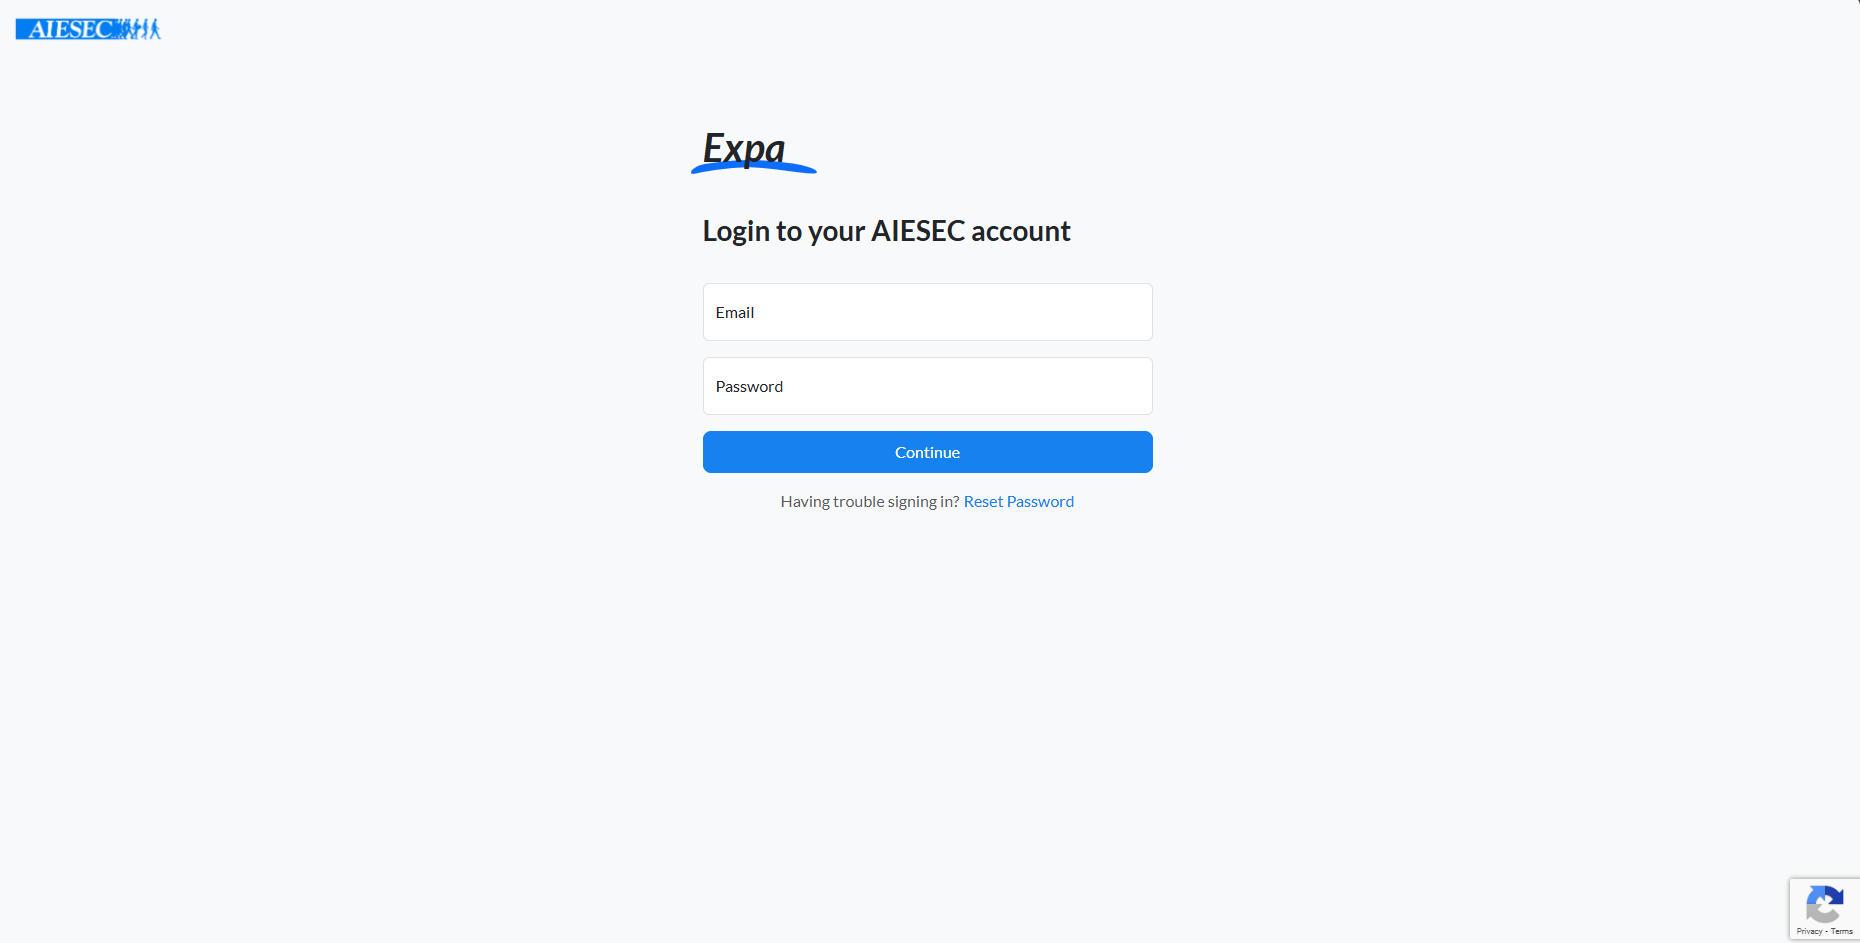 AIESEC
Expa
Login to your AIESEC account
Email
Password
Continue
Having trouble signing in? Reset Password
Privacy - Terms